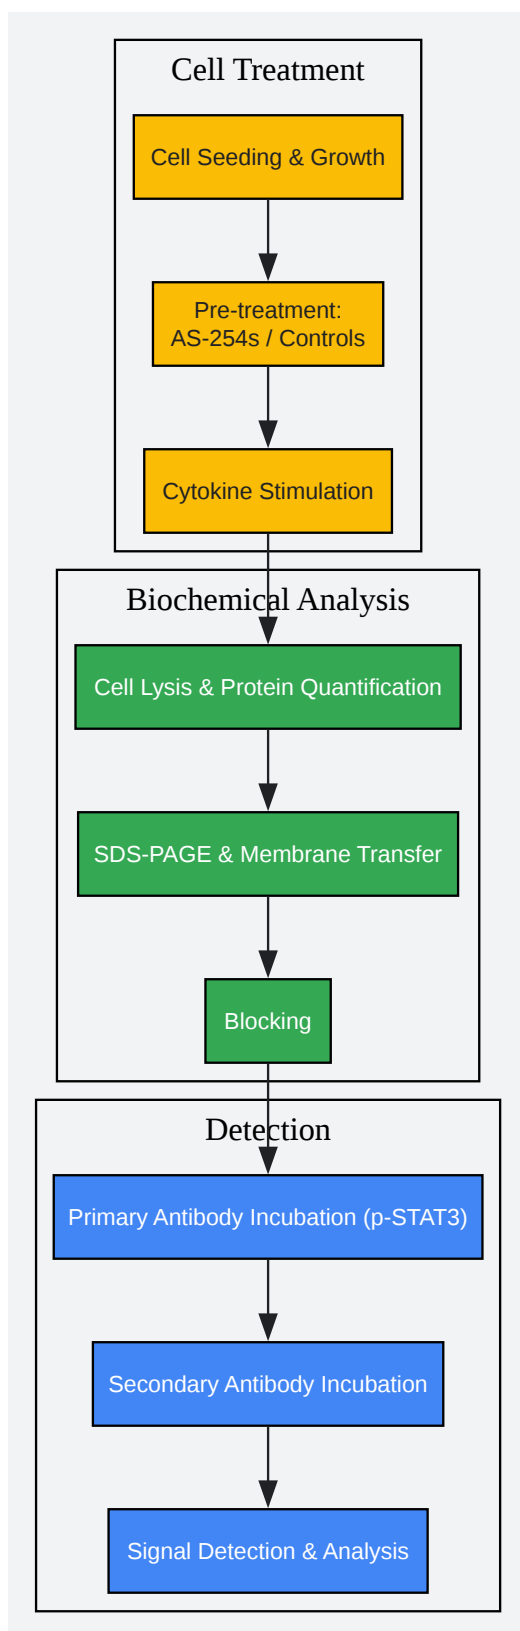 Cell Treatment
Cell Seeding & Growth
Pre-treatment:
AS-254s / Controls
Cytokine Stimulation
Biochemical Analysis
Cell Lysis & Protein Quantification
SDS-PAGE & Membrane Transfer
Blocking
Detection
Primary Antibody Incubation (p-STAT3)
Secondary Antibody Incubation
Signal Detection & Analysis